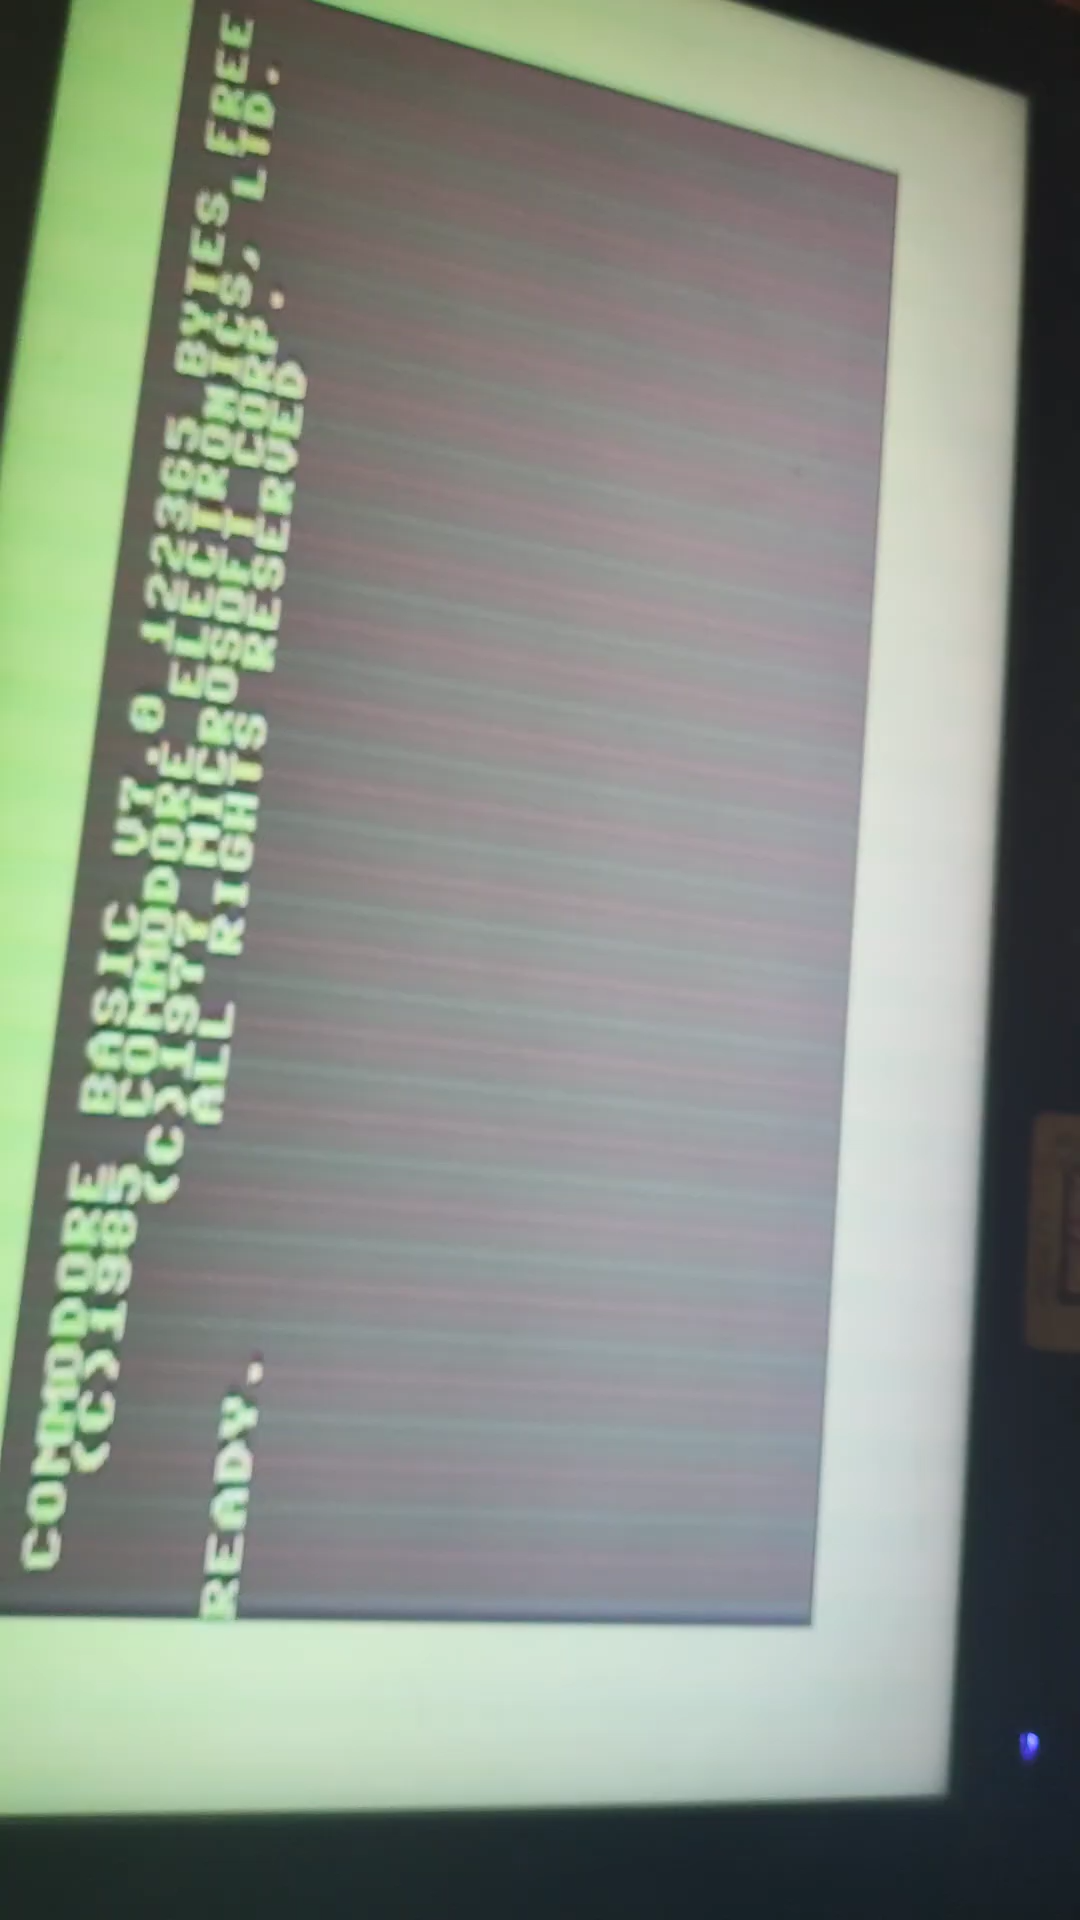 COMMODORE BASIC V7.0 122365 BYTES FREE
(C)1985 COMMODORE ELECTRONICS, LTD.
(C)1977 MICROSOFT CORP.
ALL RIGHTS RESERVED
READY.